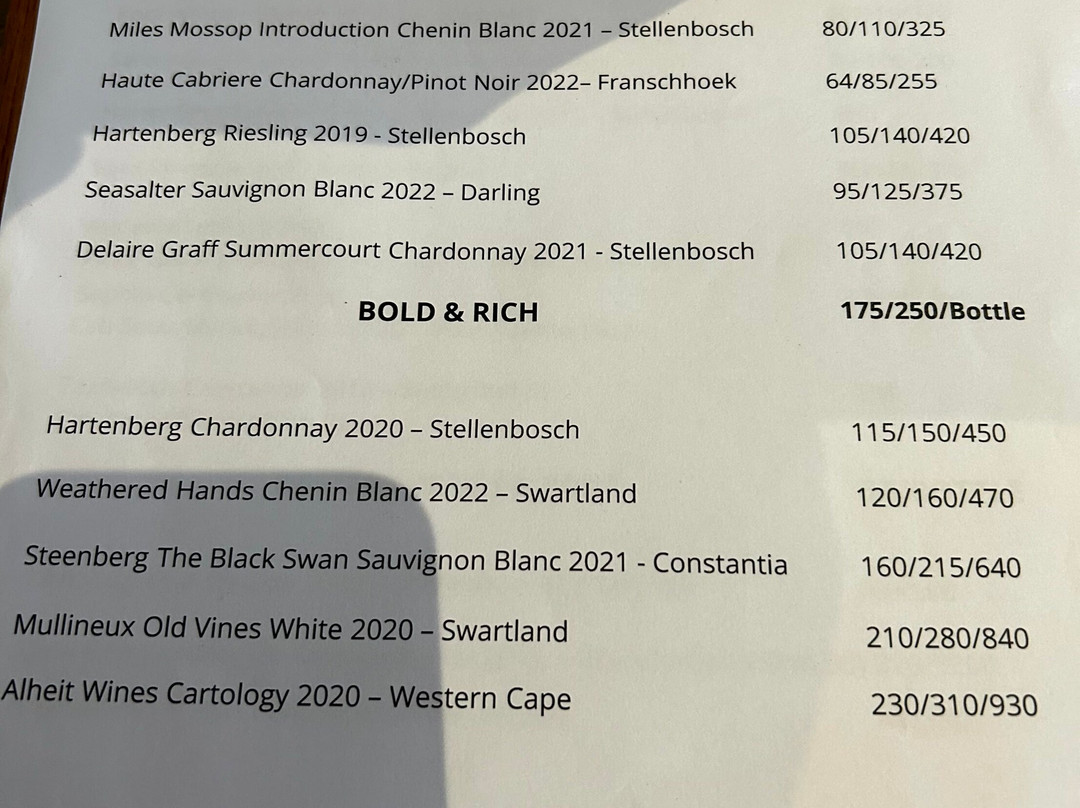 Miles Mossop Introduction Chenin Blanc 2021 – Stellenbosch 80/110/325
Haute Cabriere Chardonnay/Pinot Noir 2022– Franschhoek 64/85/255
Hartenberg Riesling 2019 - Stellenbosch 105/140/420
Seasalter Sauvignon Blanc 2022 – Darling 95/125/375
Delaire Graff Summercourt Chardonnay 2021 - Stellenbosch 105/140/420
BOLD & RICH 175/250/Bottle
Hartenberg Chardonnay 2020 – Stellenbosch 115/150/450
Weathered Hands Chenin Blanc 2022 – Swartland 120/160/470
Steenberg The Black Swan Sauvignon Blanc 2021 - Constantia 160/215/640
Mullineux Old Vines White 2020 – Swartland 210/280/840
Alheit Wines Cartology 2020 – Western Cape 230/310/930